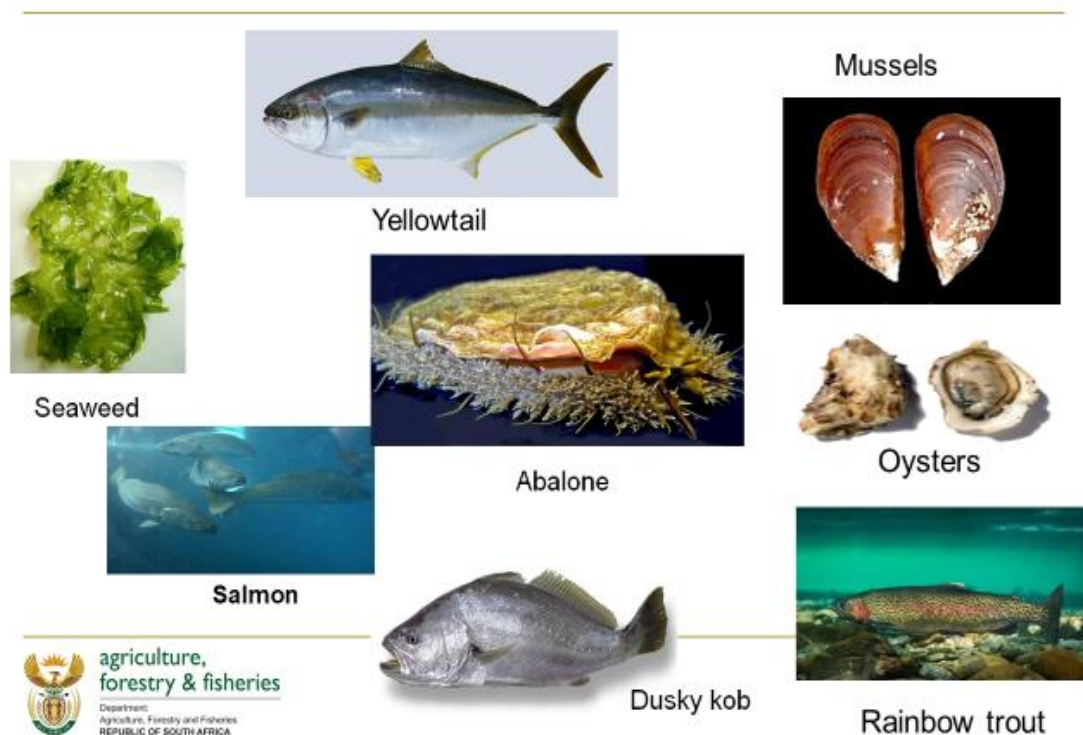 Mussels
Yellowtail
Seaweed
Abalone
Oysters
Salmon
Dusky kob
Rainbow trout
agriculture,
forestry & fisheries
Department:
Agriculture, Forestry and Fisheries
REPUBLIC OF SOUTH AFRICA